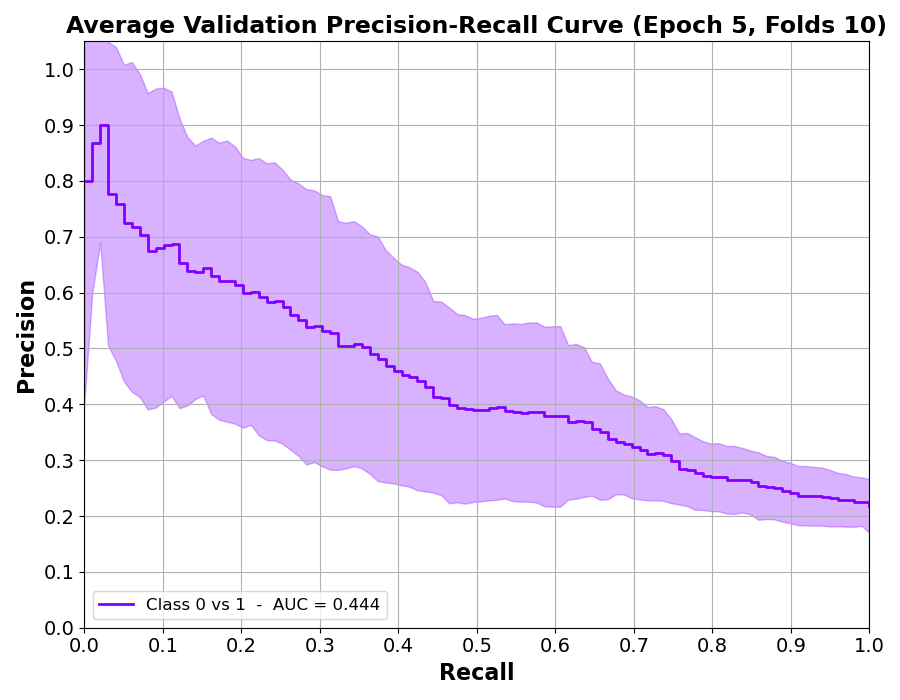 Average Validation Precision-Recall Curve (Epoch 5, Folds 10)
Precision
1.0
0.9
0.8
0.7
0.6
0.5
0.4
0.3
0.2
0.1
0.0
Class 0 vs 1 - AUC = 0.444
0.0 0.1 0.2 0.3 0.4 0.5 0.6 0.7 0.8 0.9 1.0
Recall